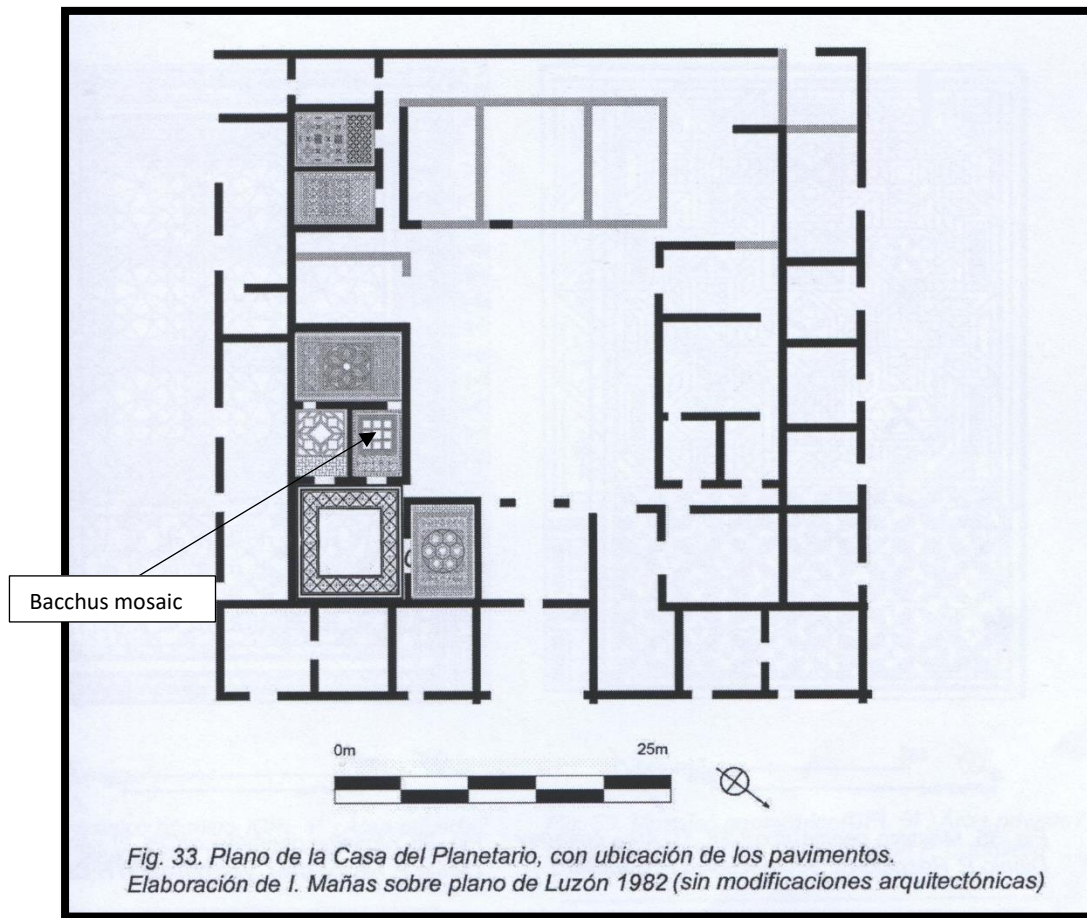 Bacchus mosaic
0m 25m
Fig. 33. Plano de la Casa del Planetario, con ubicación de los pavimentos.
Elaboración de I. Mañas sobre plano de Luzón 1982 (sin modificaciones arquitectónicas)